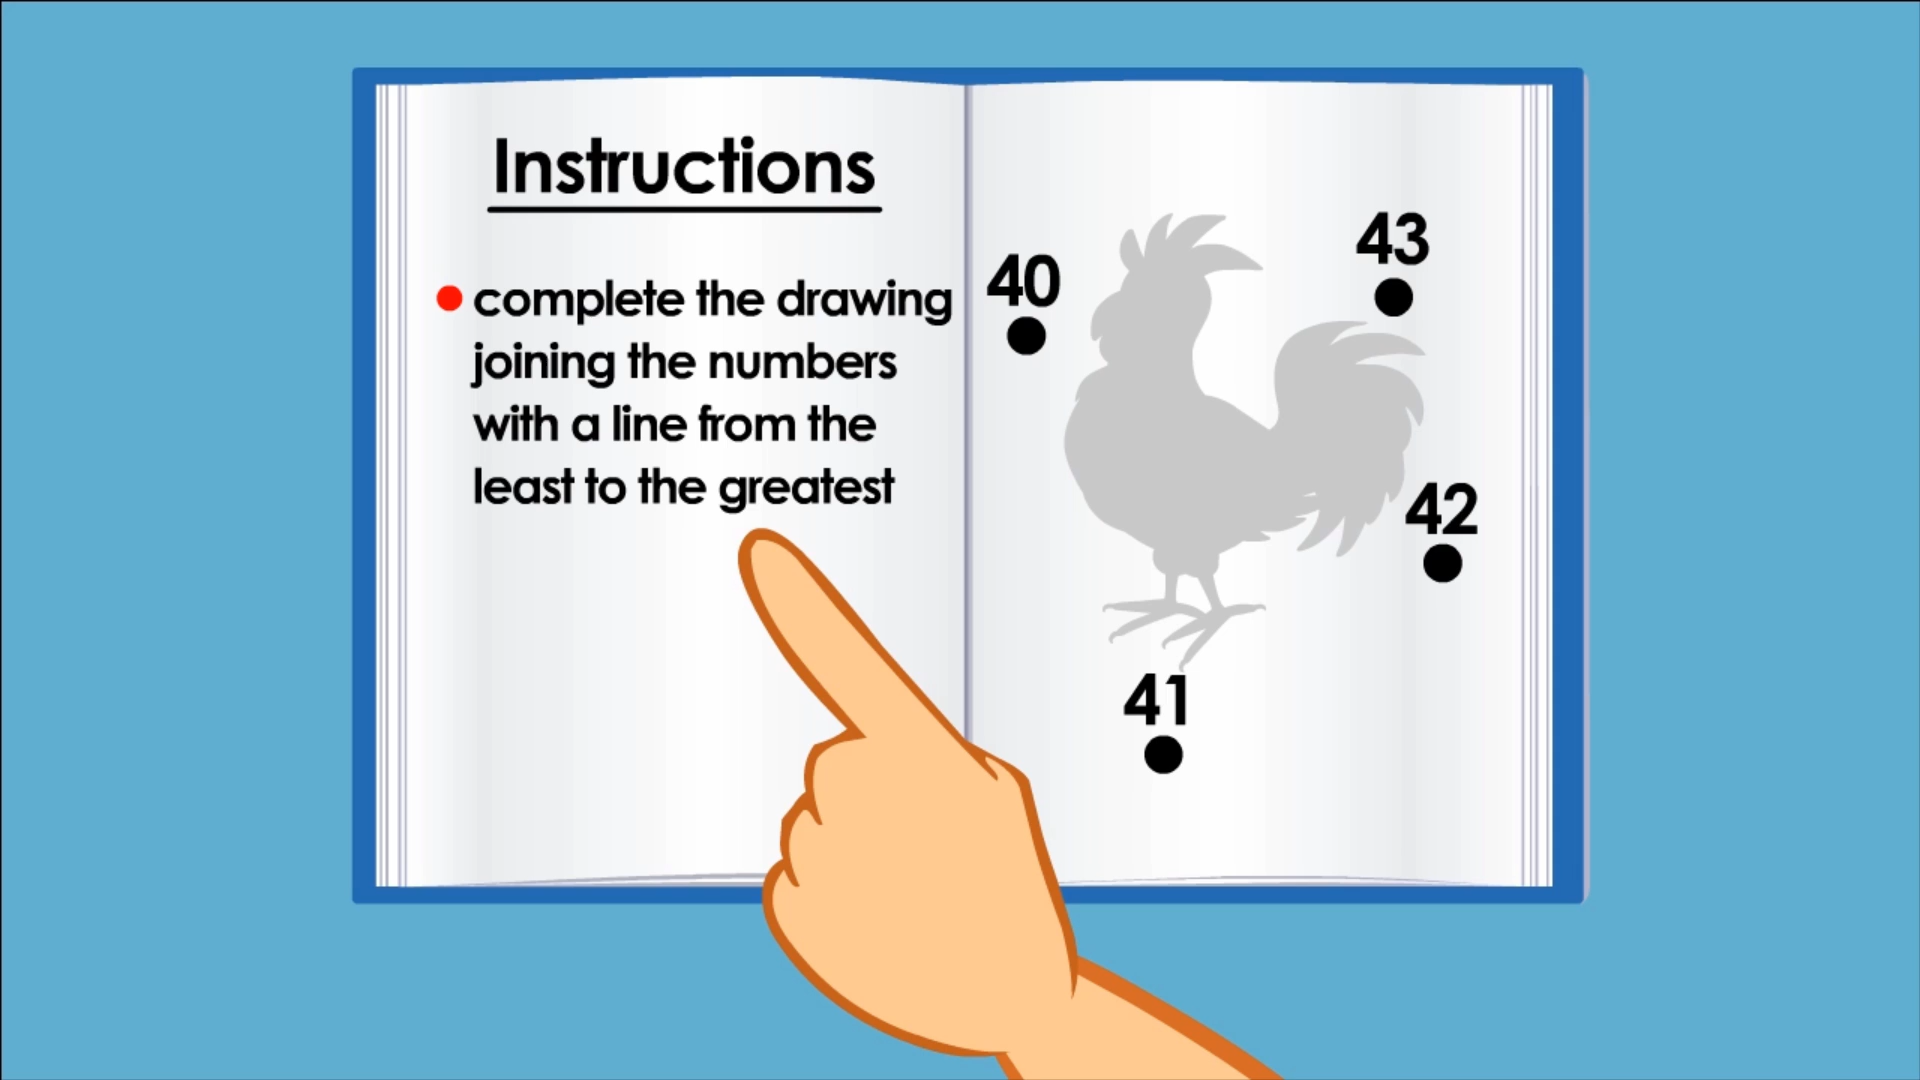 Instructions
complete the drawing
joining the numbers
with a line from the
least to the greatest
40
43
42
41